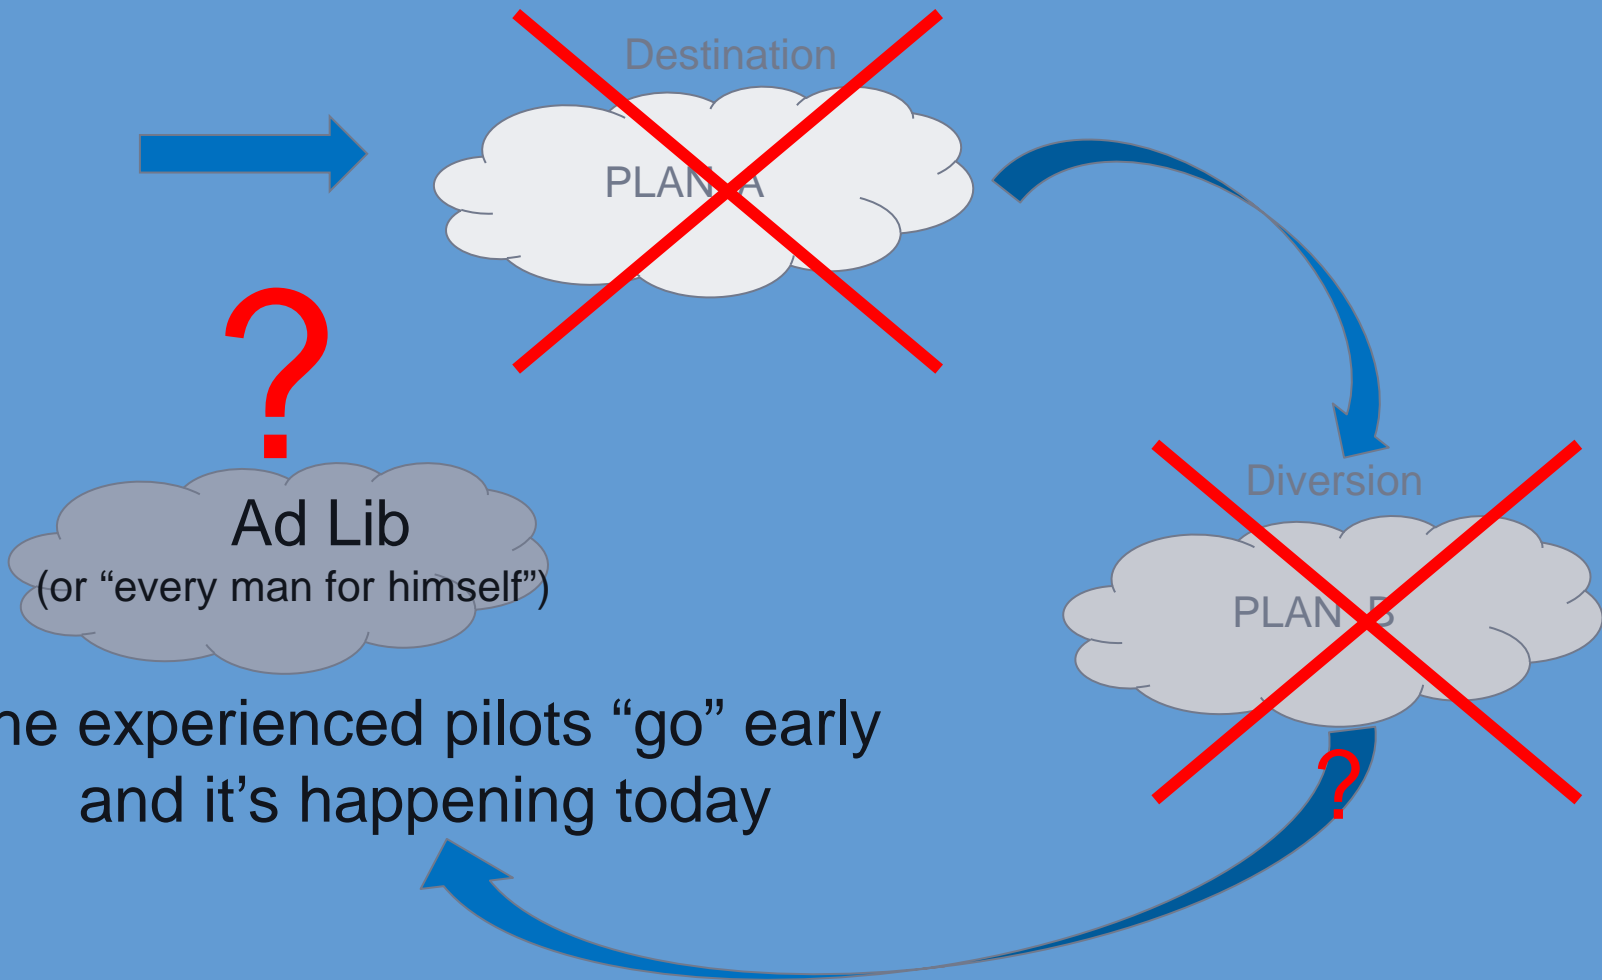 Destination
PLAN A
?
Ad Lib
(or “every man for himself”)
Diversion
PLAN B
?
he experienced pilots “go” early
and it’s happening today